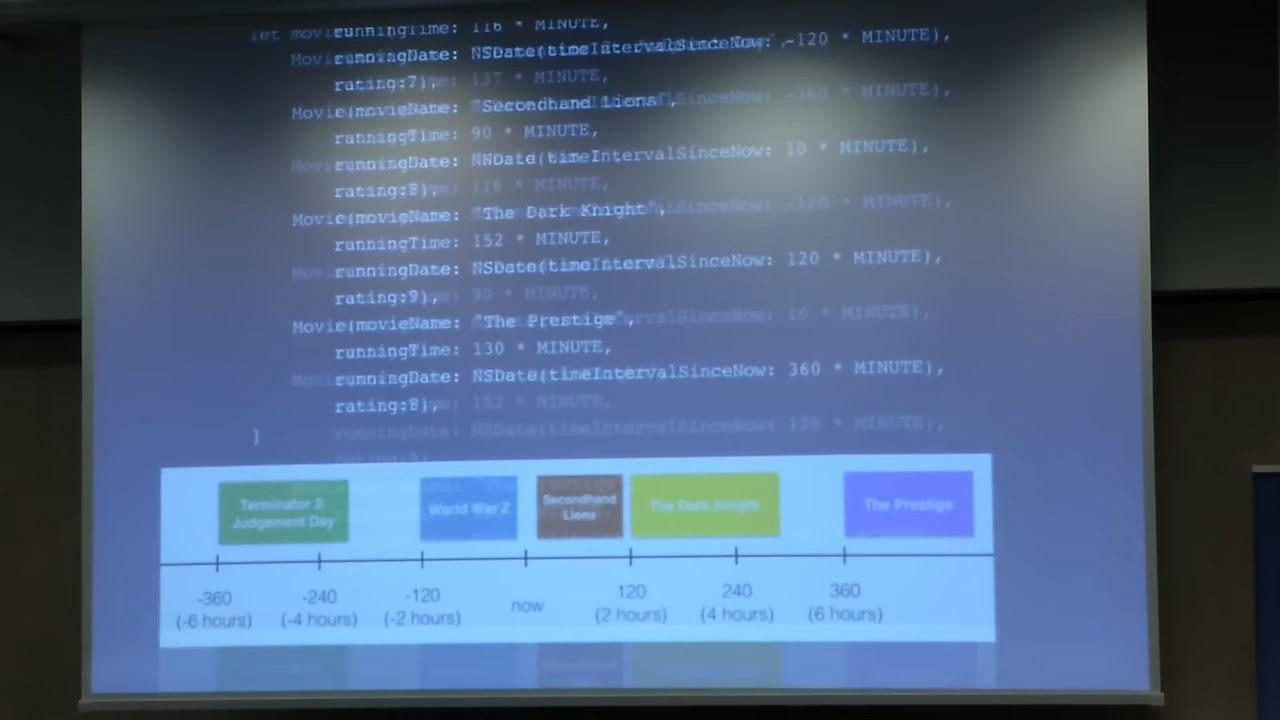 let movies
runningTime: 116 * MINUTE,
runningDate: NSDate(timeIntervalSinceNow: -120 * MINUTE),
rating:7),
Movie(movieName: "Secondhand Lions",
runningTime: 90 * MINUTE,
runningDate: NSDate(timeIntervalSinceNow: 10 * MINUTE),
rating:8),
Movie(movieName: "The Dark Knight",
runningTime: 152 * MINUTE,
runningDate: NSDate(timeIntervalSinceNow: 120 * MINUTE),
rating:9),
Movie(movieName: "The Prestige",
runningTime: 130 * MINUTE,
runningDate: NSDate(timeIntervalSinceNow: 360 * MINUTE),
rating:8),
]
Terminator 2:
Judgement Day
World War Z
Secondhand
Lions
The Dark Knight
The Prestige
-360 -240 -120 now 120 240 360
(-6 hours) (-4 hours) (-2 hours) (2 hours) (4 hours) (6 hours)